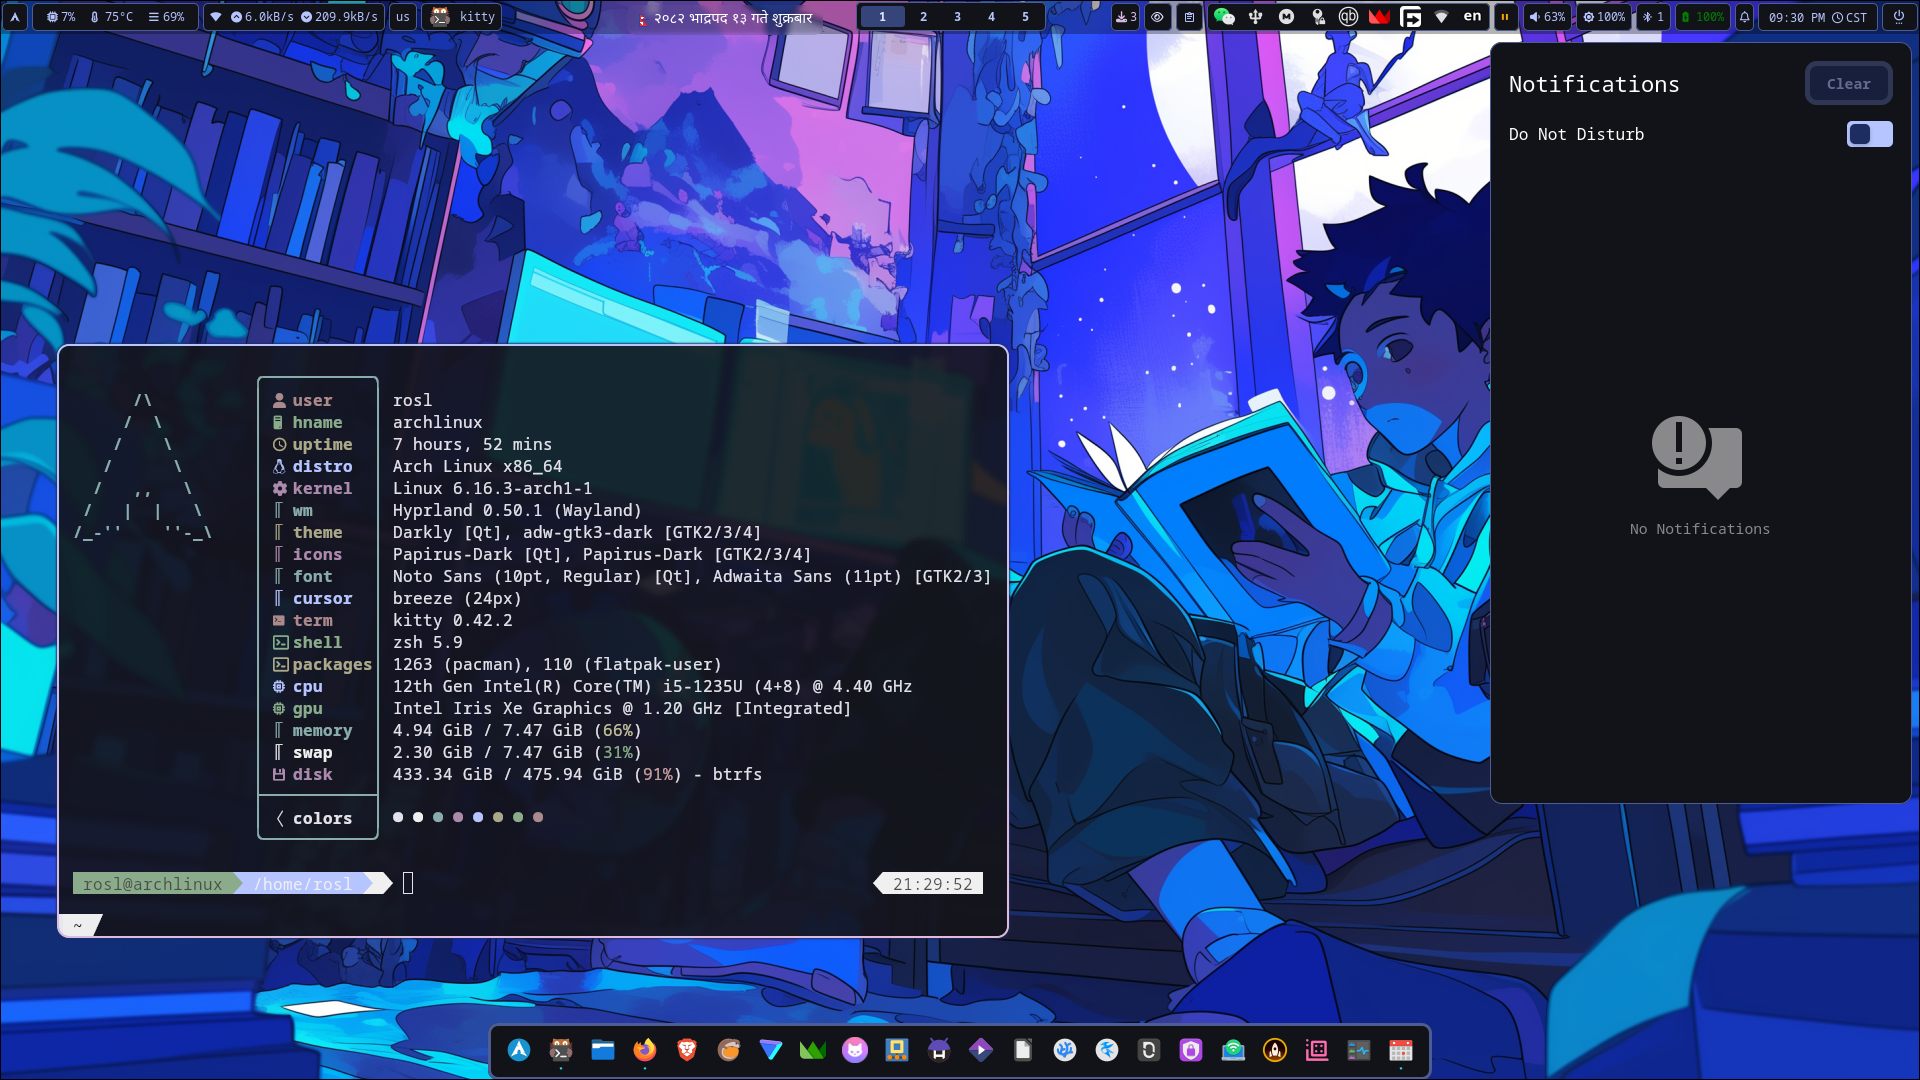 7% 75°C 69% 6.0kB/s 209.9kB/s us kitty २०८२ भाद्रपद १३ गते शुक्रबार 1 2 3 4 5 3 qb en 63% 100% 1 100% 09:30 PM CST
Notifications Clear
Do Not Disturb
No Notifications
user rosl
hname archlinux
uptime 7 hours, 52 mins
distro Arch Linux x86_64
kernel Linux 6.16.3-arch1-1
wm Hyprland 0.50.1 (Wayland)
theme Darkly [Qt], adw-gtk3-dark [GTK2/3/4]
icons Papirus-Dark [Qt], Papirus-Dark [GTK2/3/4]
font Noto Sans (10pt, Regular) [Qt], Adwaita Sans (11pt) [GTK2/3]
cursor breeze (24px)
term kitty 0.42.2
shell zsh 5.9
packages 1263 (pacman), 110 (flatpak-user)
cpu 12th Gen Intel(R) Core(TM) i5-1235U (4+8) @ 4.40 GHz
gpu Intel Iris Xe Graphics @ 1.20 GHz [Integrated]
memory 4.94 GiB / 7.47 GiB (66%)
swap 2.30 GiB / 7.47 GiB (31%)
disk 433.34 GiB / 475.94 GiB (91%) - btrfs
colors
rosl@archlinux /home/rosl 21:29:52
~